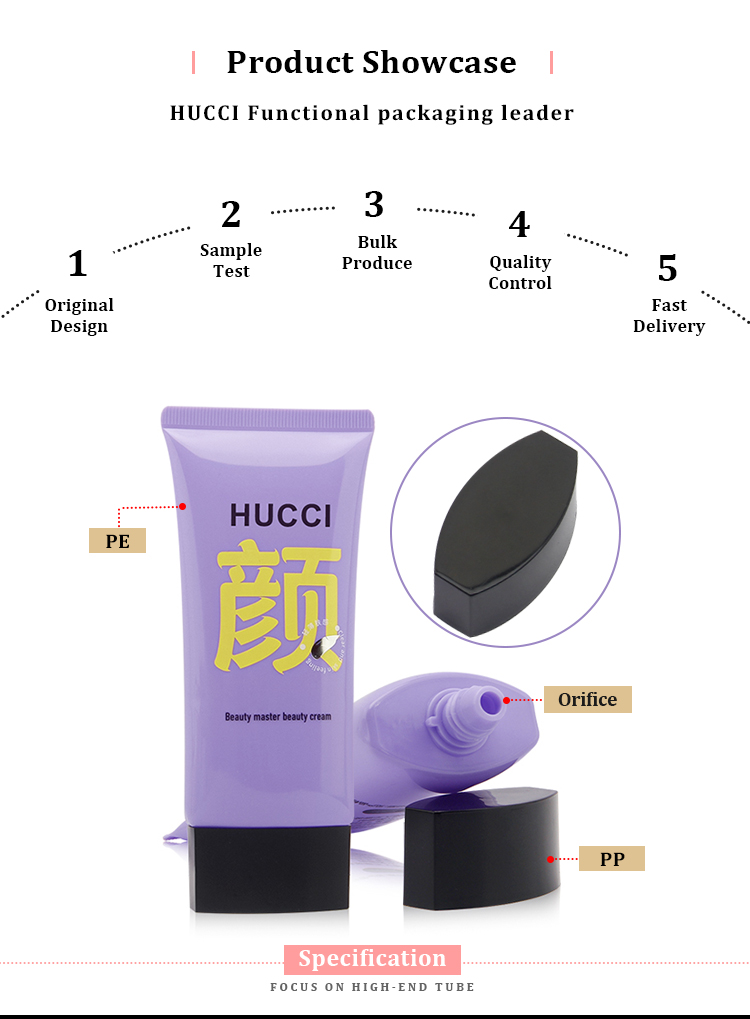 Product Showcase
HUCCI Functional packaging leader
1
Original
Design
2
Sample
Test
3
Bulk
Produce
4
Quality
Control
5
Fast
Delivery
HUCCI
颜
Beauty master beauty cream
PE
Orifice
PP
Specification
FOCUS ON HIGH-END TUBE